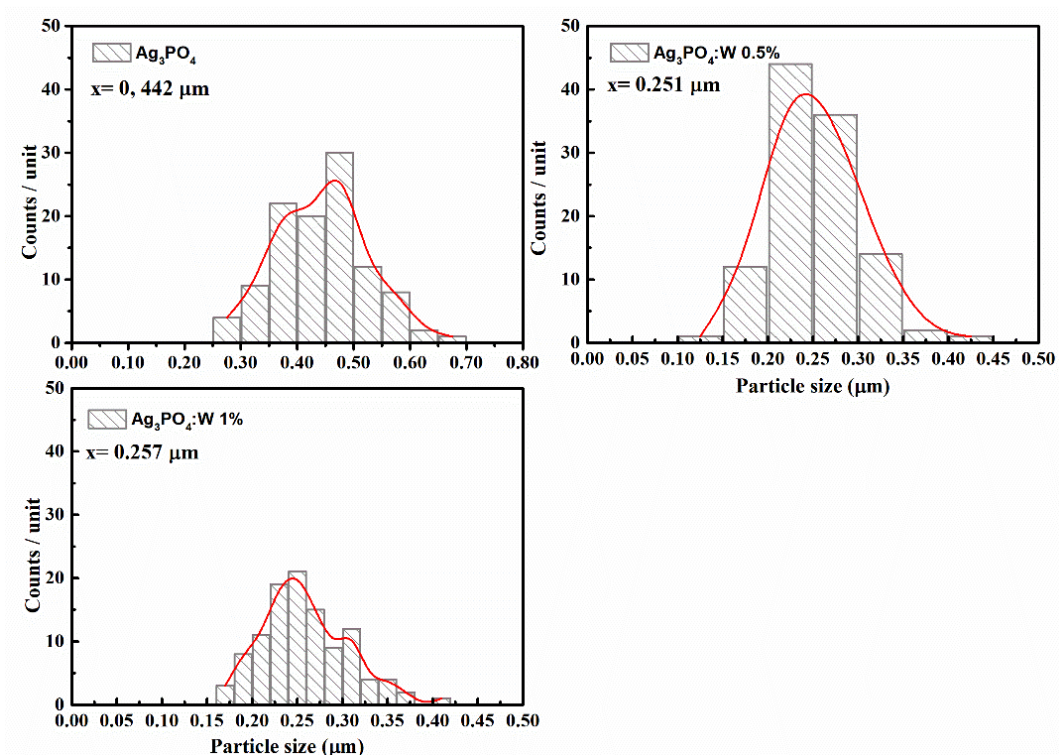 50
40
30
20
10
0
Counts / unit
Ag₃PO₄
x= 0, 442 μm
0.00 0.10 0.20 0.30 0.40 0.50 0.60 0.70 0.80
50
40
30
20
10
0
Counts / unit
Ag₃PO₄:W 0.5%
x= 0.251 μm
0.00 0.05 0.10 0.15 0.20 0.25 0.30 0.35 0.40 0.45 0.50
Particle size (μm)
50
40
30
20
10
0
Counts / unit
Ag₃PO₄:W 1%
x= 0.257 μm
0.00 0.05 0.10 0.15 0.20 0.25 0.30 0.35 0.40 0.45 0.50
Particle size (μm)